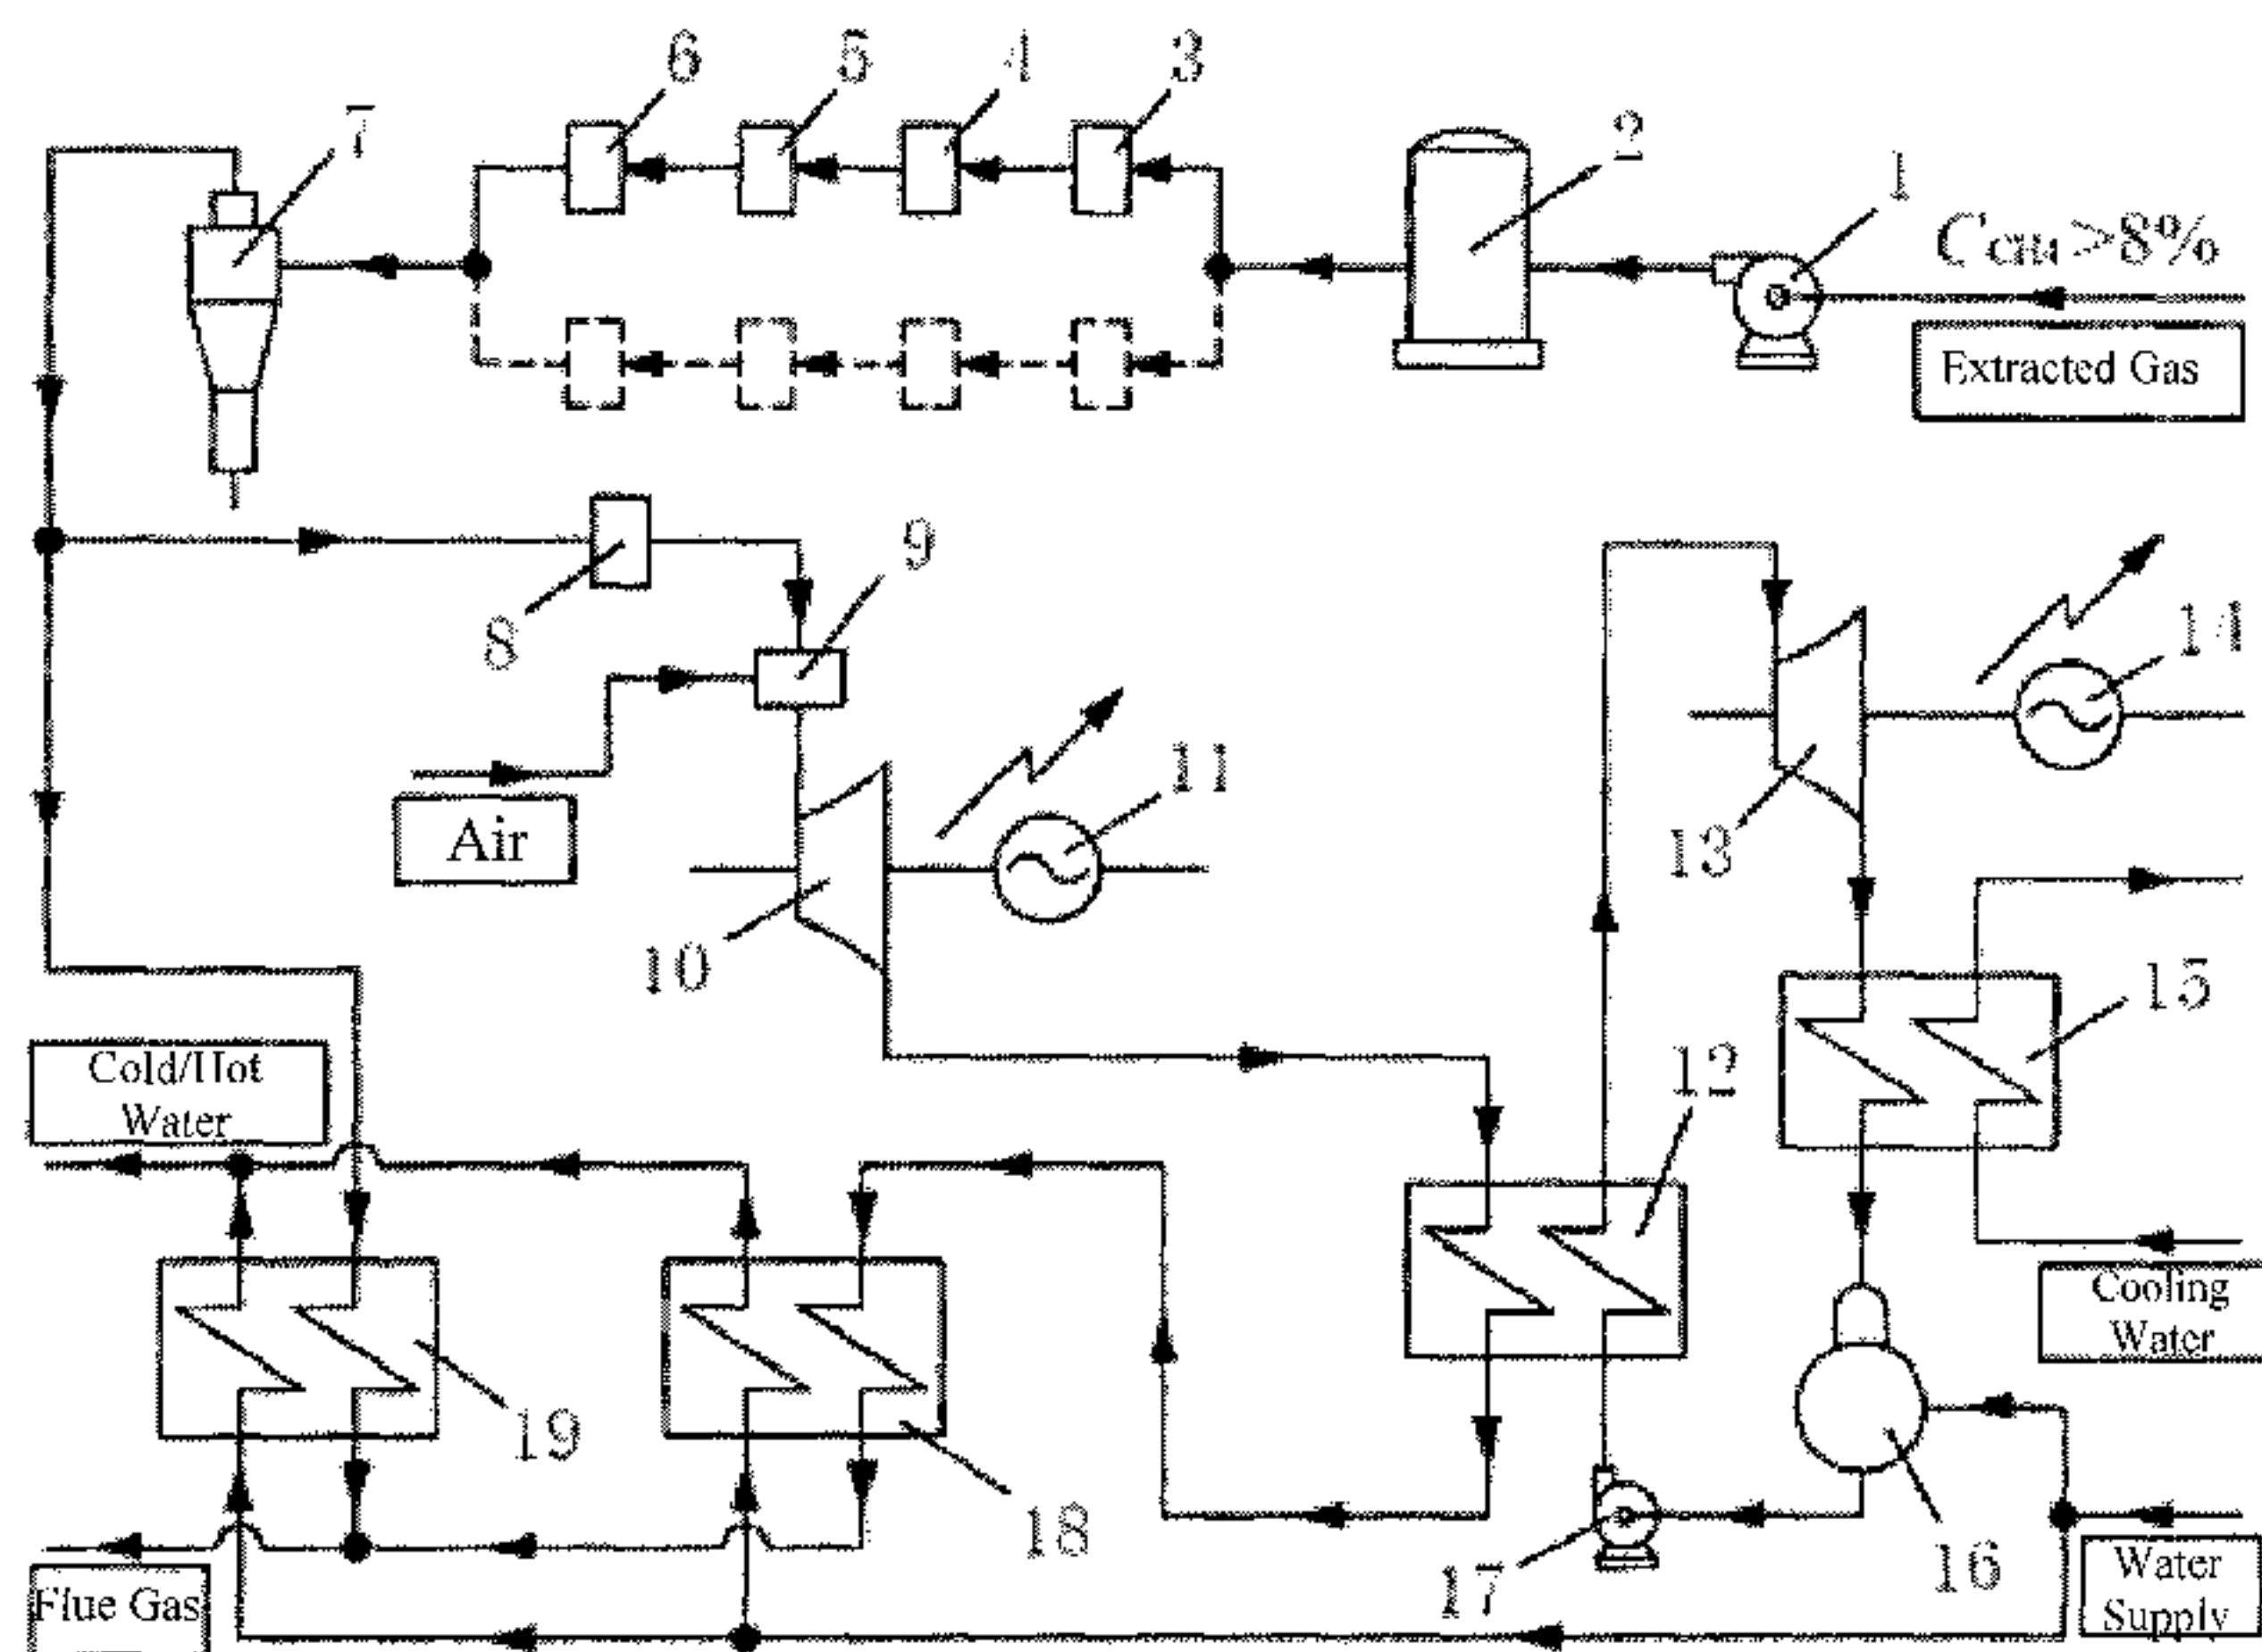 6 5 4 3
7
2
1
C_CH4 >8%
Extracted Gas
8
9
14
Air
11
13
10
Cold/Hot
Water
12
15
Cooling
Water
19
18
17
16
Flue Gas
Water
Supply